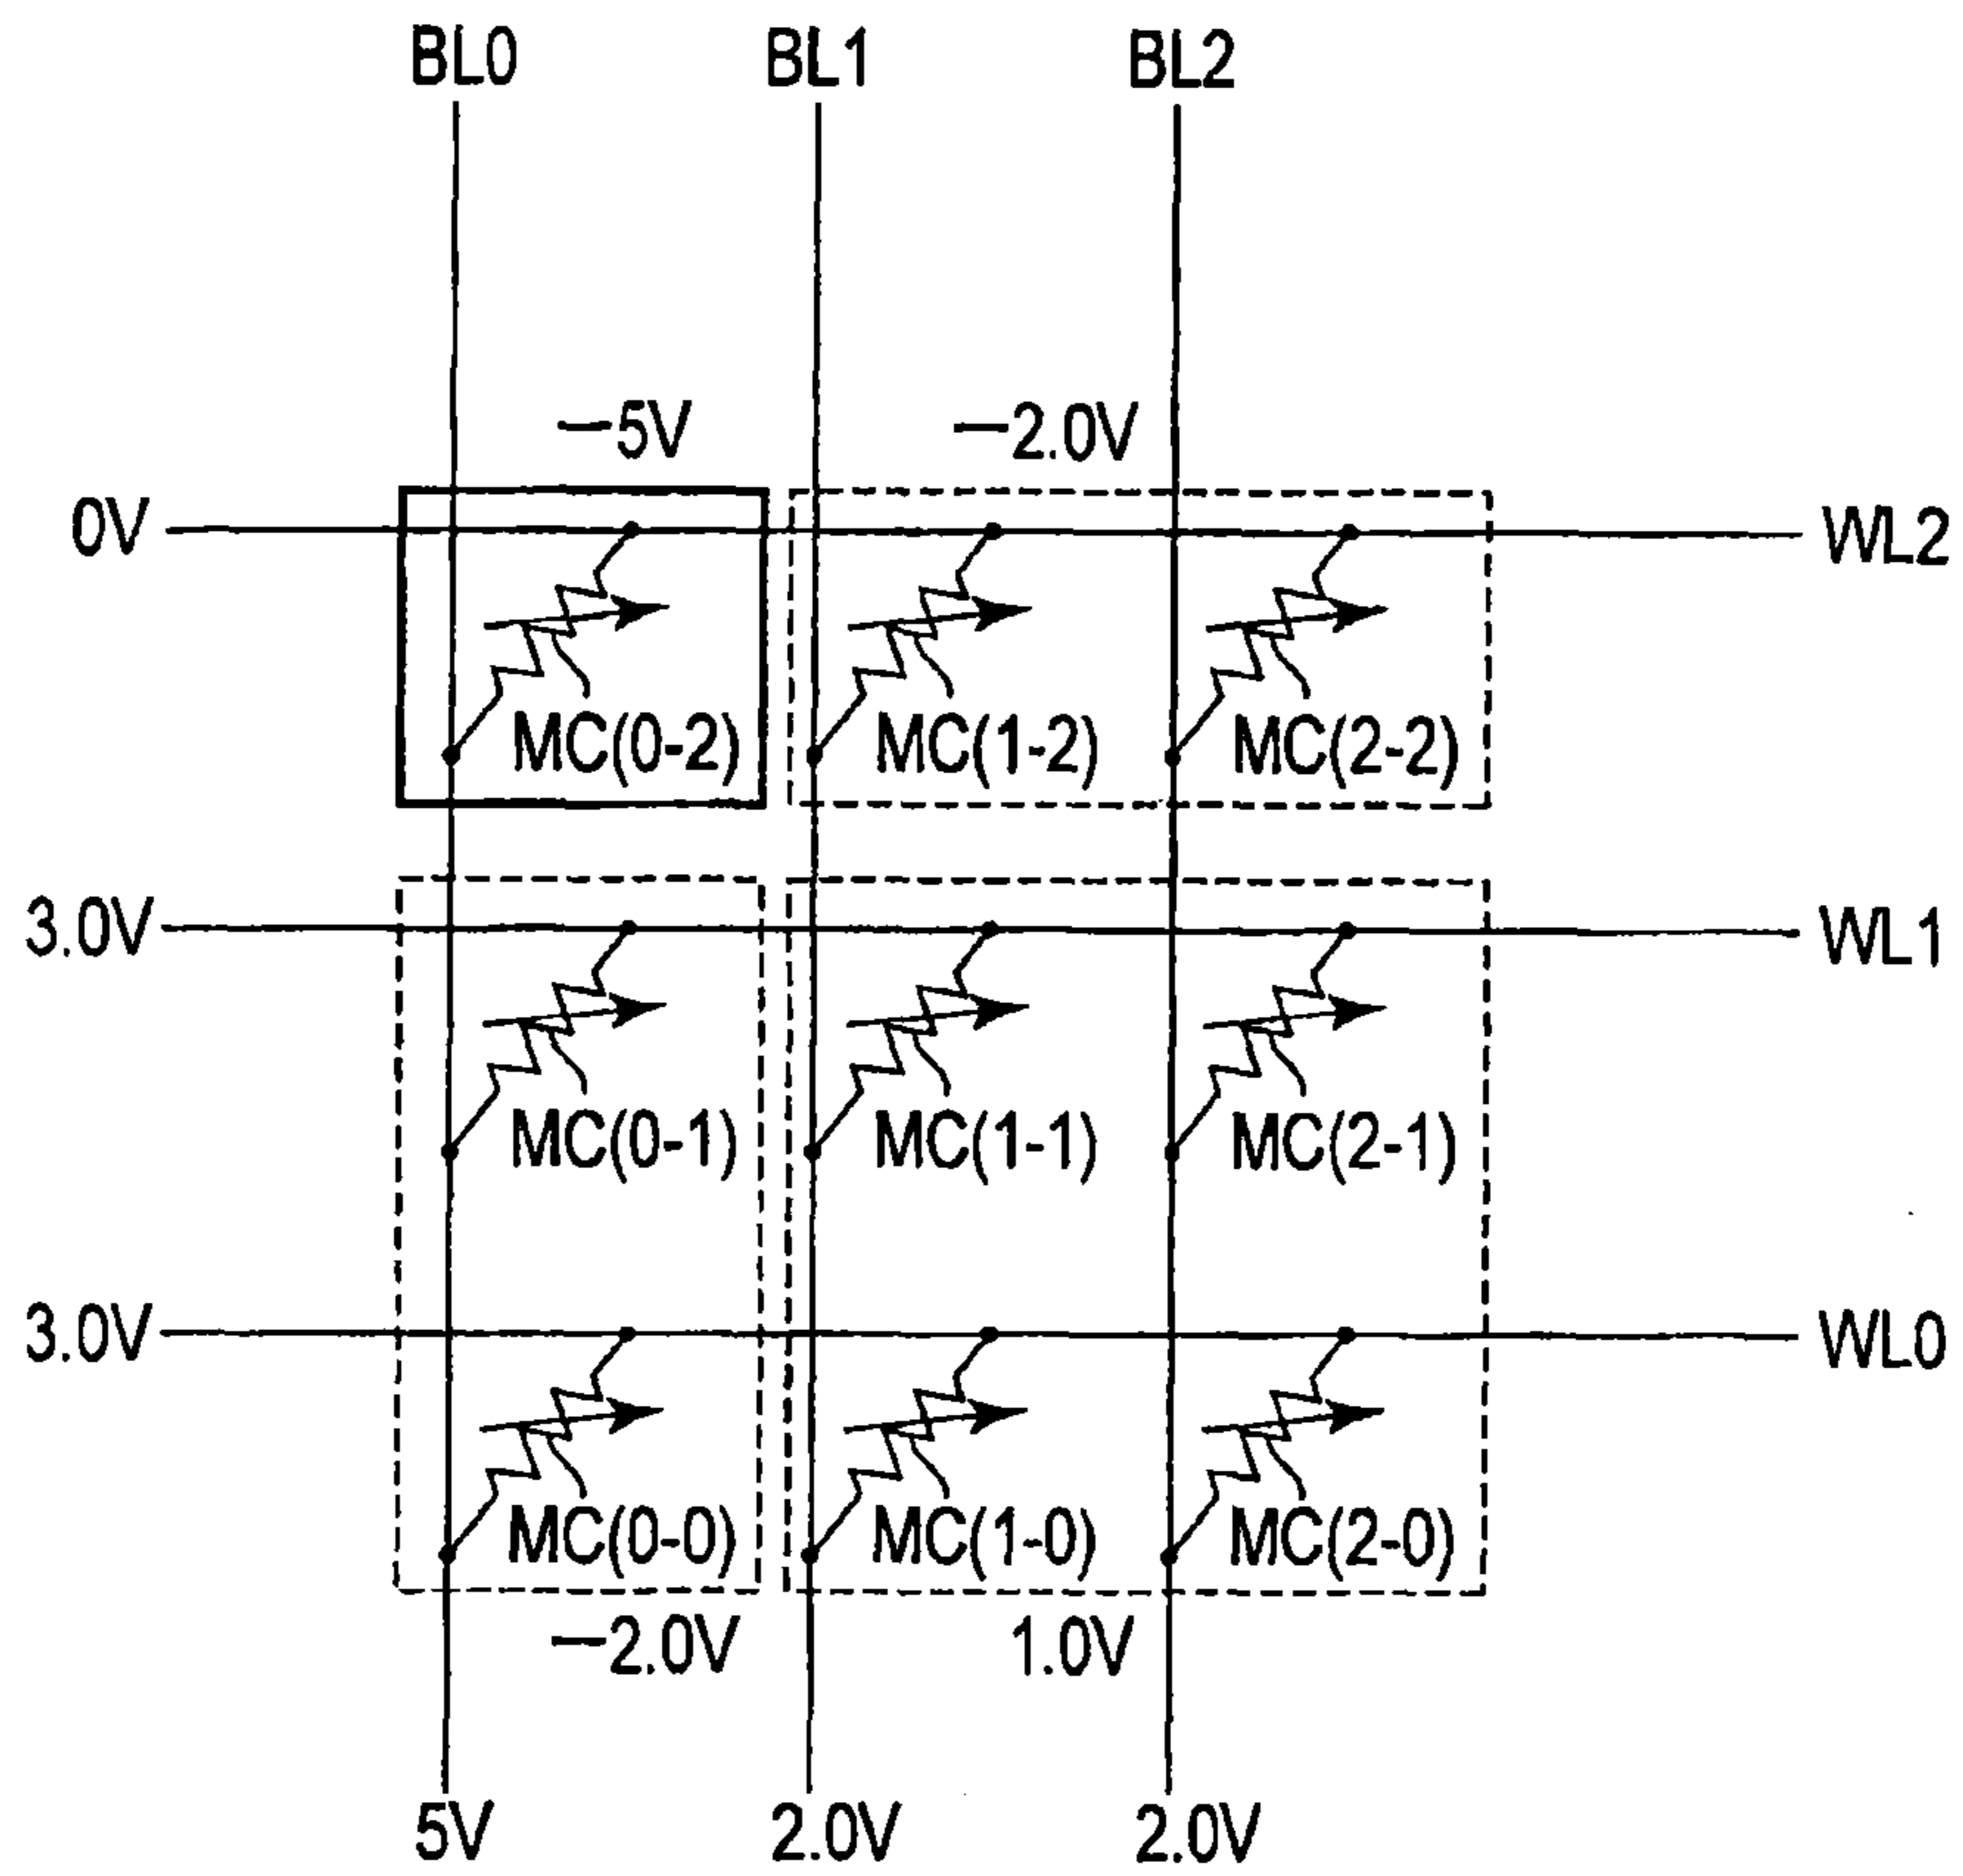 BL0 BL1 BL2
−5V −2.0V
0V WL2
MC(0-2) MC(1-2) MC(2-2)
3.0V WL1
MC(0-1) MC(1-1) MC(2-1)
3.0V WL0
MC(0-0) MC(1-0) MC(2-0)
−2.0V 1.0V
5V 2.0V 2.0V